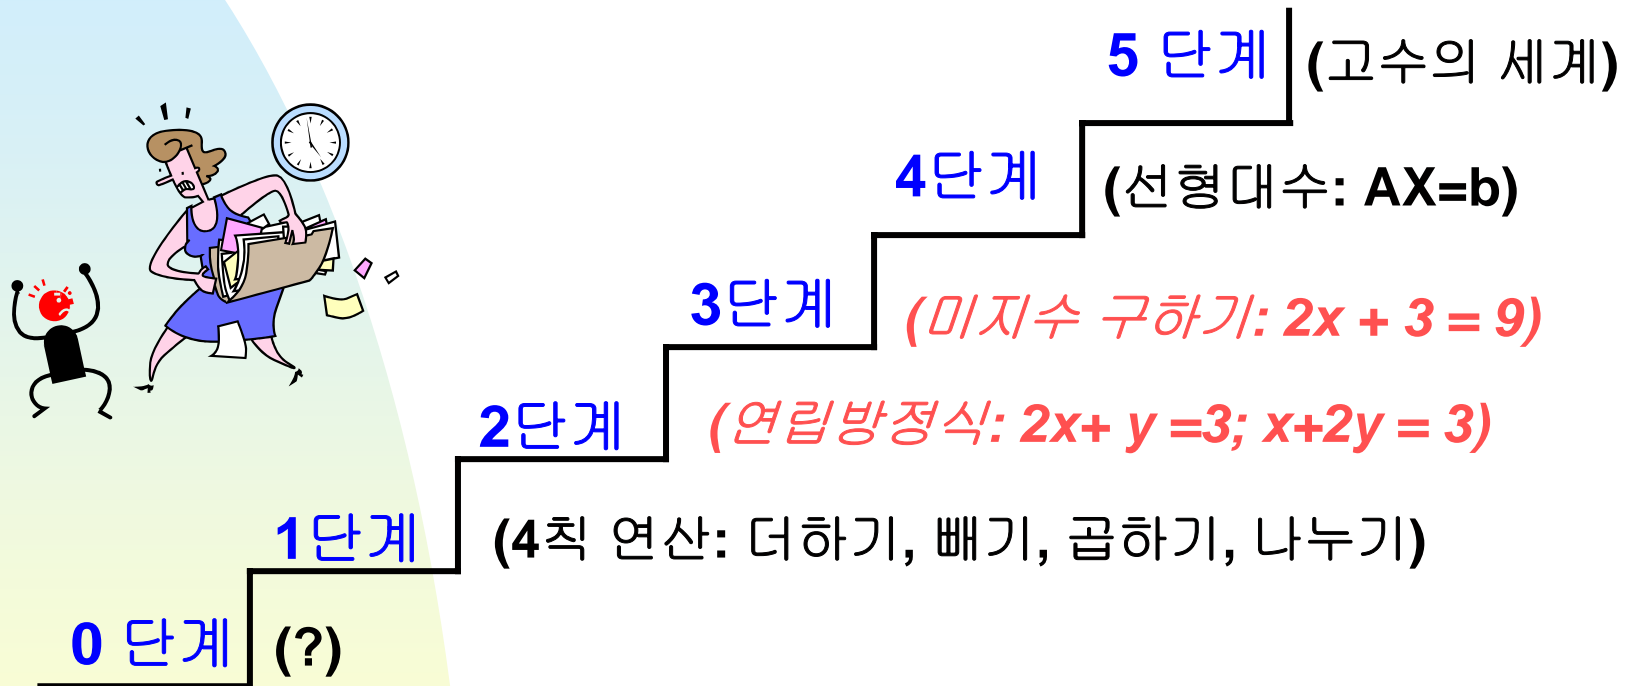 5 단계 (고수의 세계)
4단계 (선형대수: AX=b)
3단계 (미지수 구하기: 2x + 3 = 9)
2단계 (연립방정식: 2x+ y =3; x+2y = 3)
1단계 (4칙 연산: 더하기, 빼기, 곱하기, 나누기)
0 단계 (?)